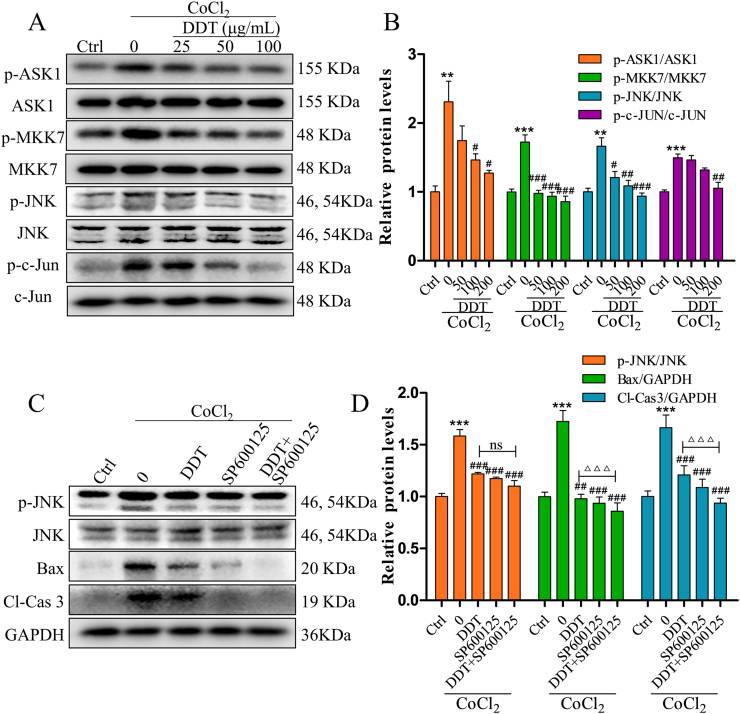 A
CoCl2
DDT (μg/mL)
Ctrl 0 25 50 100
p-ASK1 155 KDa
ASK1 155 KDa
p-MKK7 48 KDa
MKK7 48 KDa
p-JNK 46, 54KDa
JNK 46, 54KDa
p-c-Jun 48 KDa
c-Jun 48 KDa
B
Relative protein levels
3
2
1
0
p-ASK1/ASK1
p-MKK7/MKK7
p-JNK/JNK
p-c-JUN/c-JUN
** # #
*** ### ### ###
** # ## ###
*** ##
Ctrl 0 50 100 200 Ctrl 0 50 100 200 Ctrl 0 50 100 200 Ctrl 0 50 100 200
DDT DDT DDT DDT
CoCl2 CoCl2 CoCl2 CoCl2
C
CoCl2
Ctrl 0 DDT SP600125 DDT+
SP600125
p-JNK 46, 54KDa
JNK 46, 54KDa
Bax 20 KDa
Cl-Cas 3 19 KDa
GAPDH 36KDa
D
Relative protein levels
2.0
1.5
1.0
0.5
0.0
p-JNK/JNK
Bax/GAPDH
Cl-Cas3/GAPDH
*** ### ### ### ns
*** ## ### ### △△△
*** ### ### ### △△△
Ctrl 0 DDT SP600125 DDT+SP600125 Ctrl 0 DDT SP600125 DDT+SP600125 Ctrl 0 DDT SP600125 DDT+SP600125
CoCl2 CoCl2 CoCl2